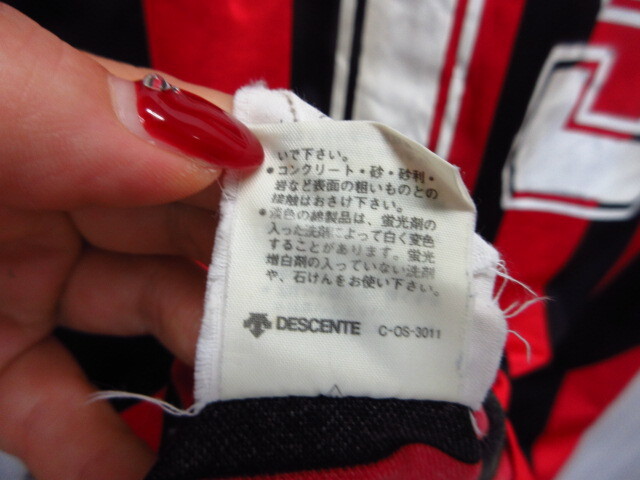 いで下さい。
●コンクリート・砂・砂利・
岩など表面の粗いものとの
接触はおさけ下さい。
●淡色の綿製品は、蛍光剤の
入った洗剤によって白く変色
することがあります。蛍光
増白剤の入っていない洗剤
や、石けんをお使い下さい。
DESCENTE C-OS-3011